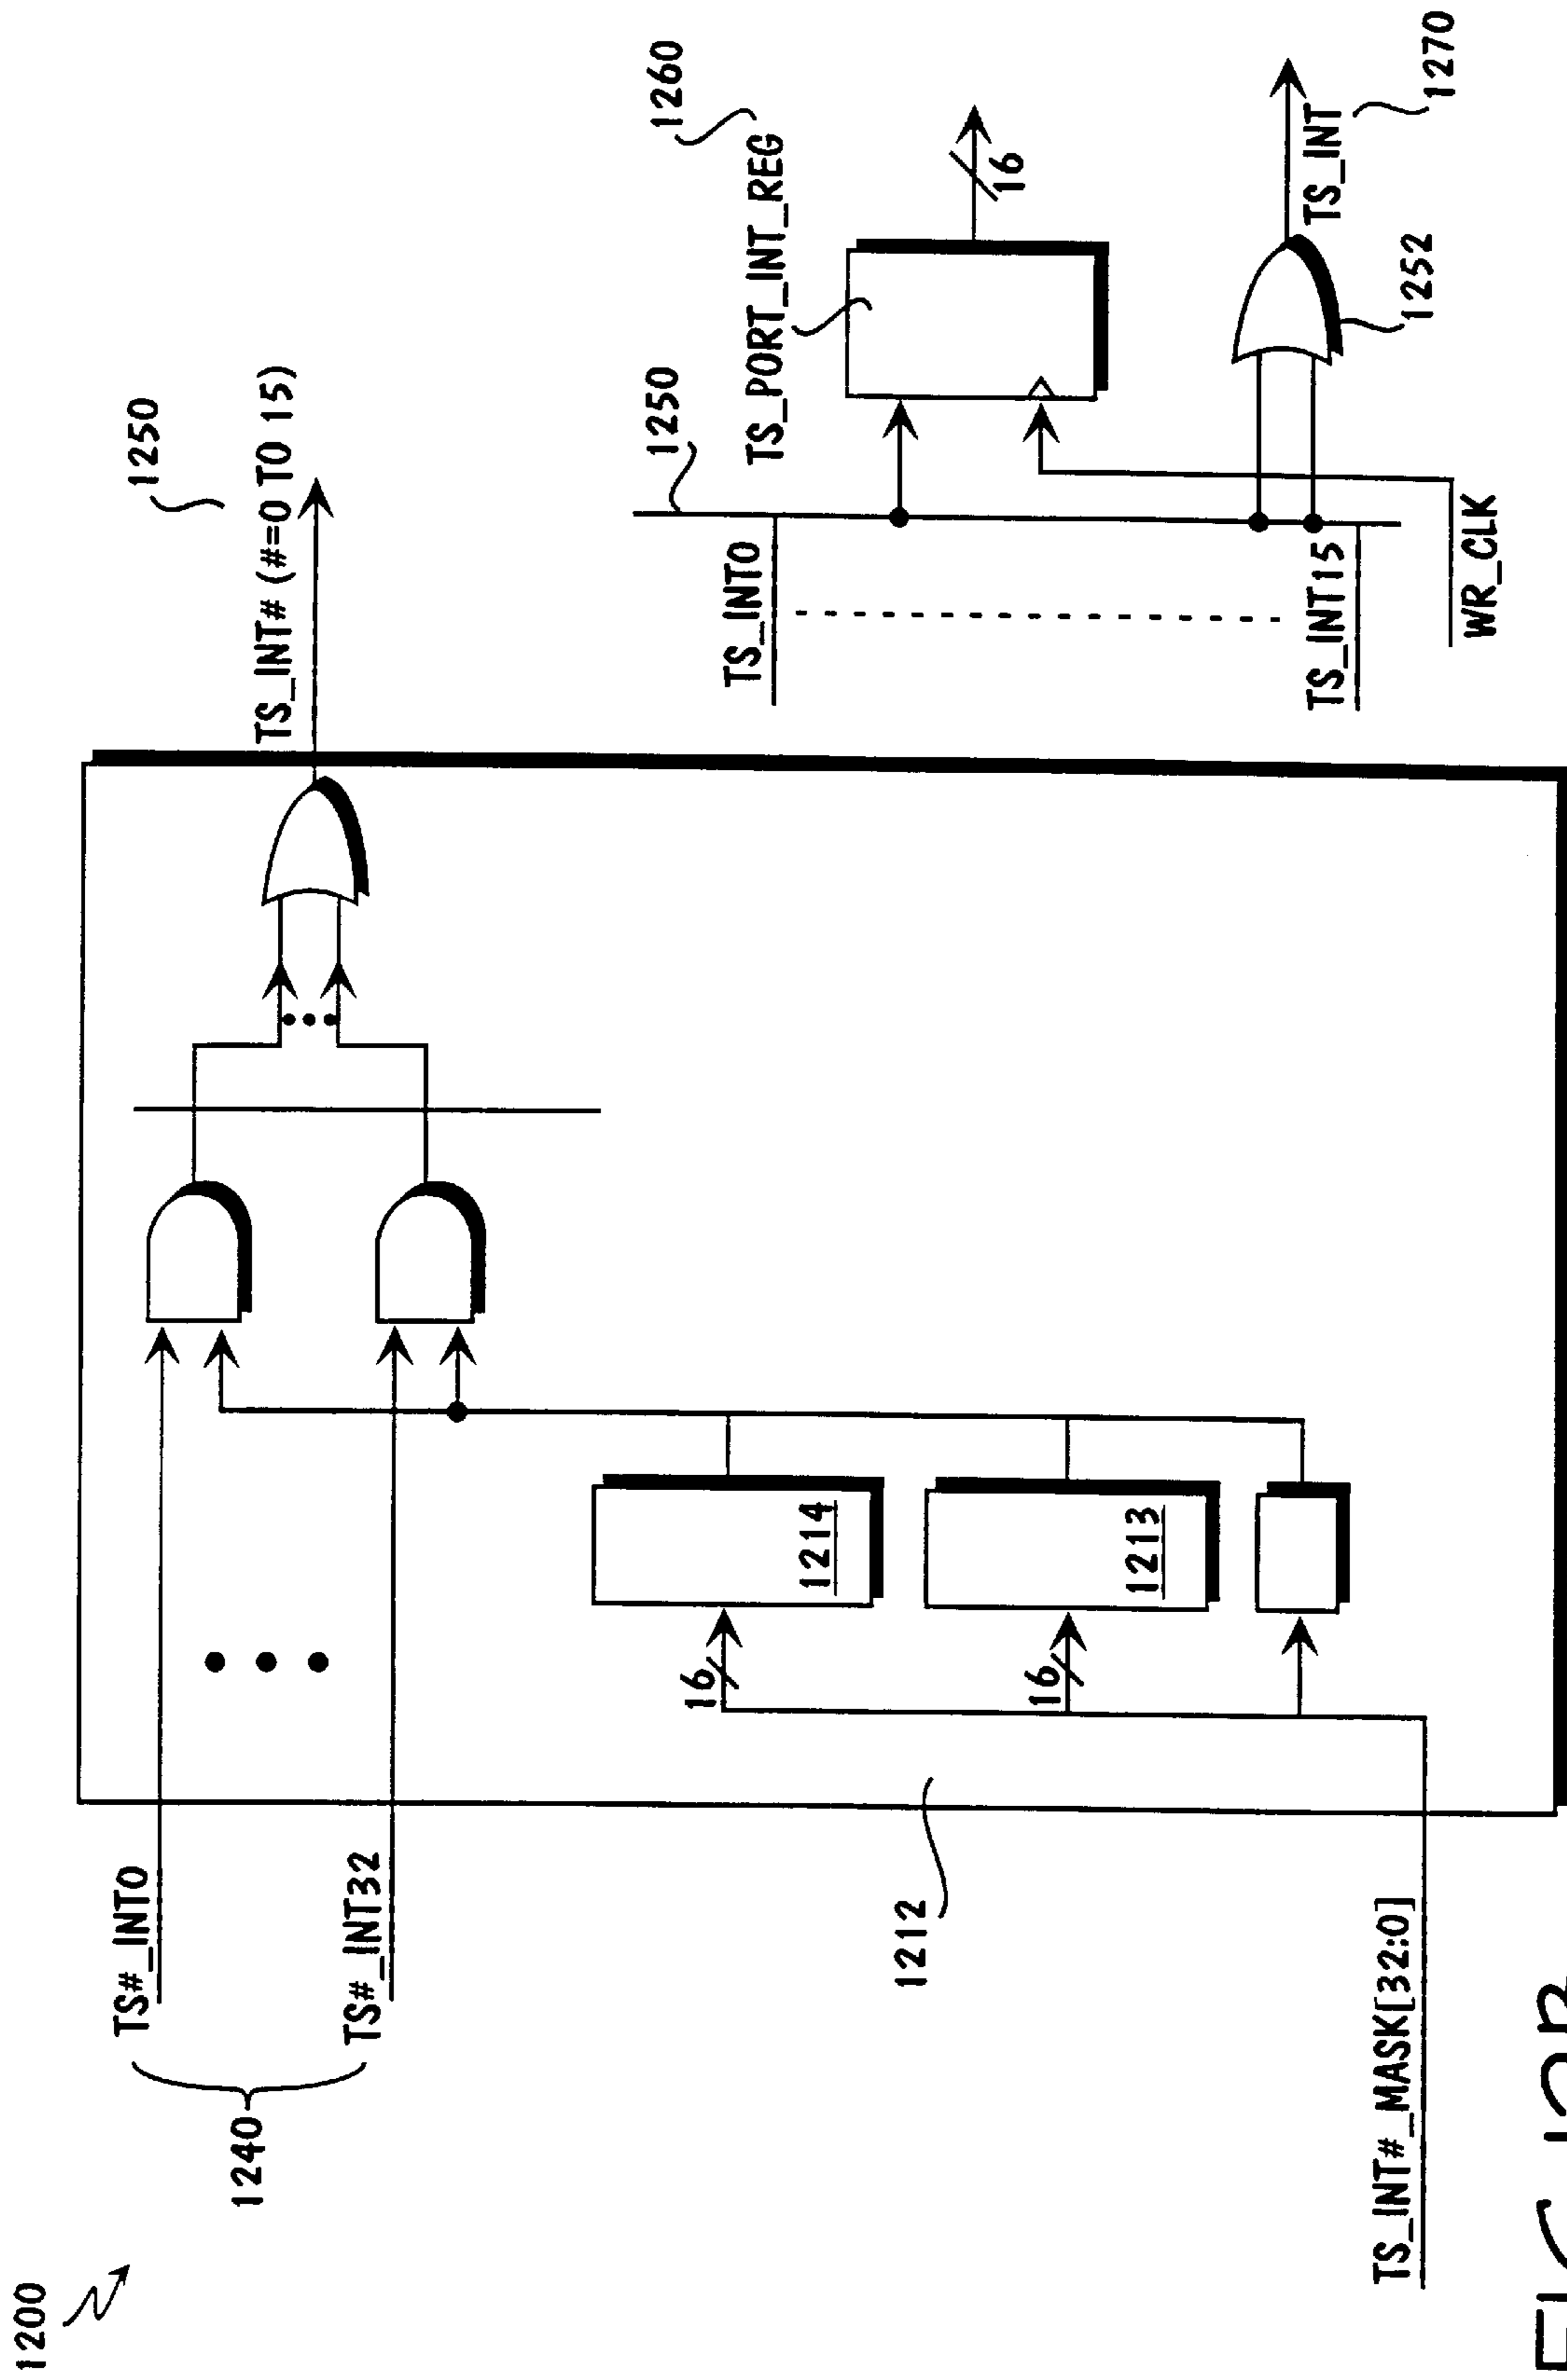 1200
1240
TS#_INT0
TS#_INT32
1212
TS_INT#_MASK[32:0]
16
16
1214
1213
TS_INT# (#=0 TO 15)
1250
TS_INT0
TS_INT15
WR_CLK
1250
TS_PORT_INT_REG
1260
16
1252
TS_INT
1270